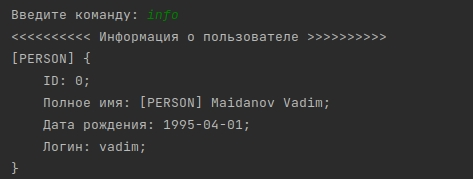 Введите команду: info
<<<<<<<<<< Информация о пользователе >>>>>>>>>>
[PERSON] {
    ID: 0;
    Полное имя: [PERSON] Maidanov Vadim;
    Дата рождения: 1995-04-01;
    Логин: vadim;
}